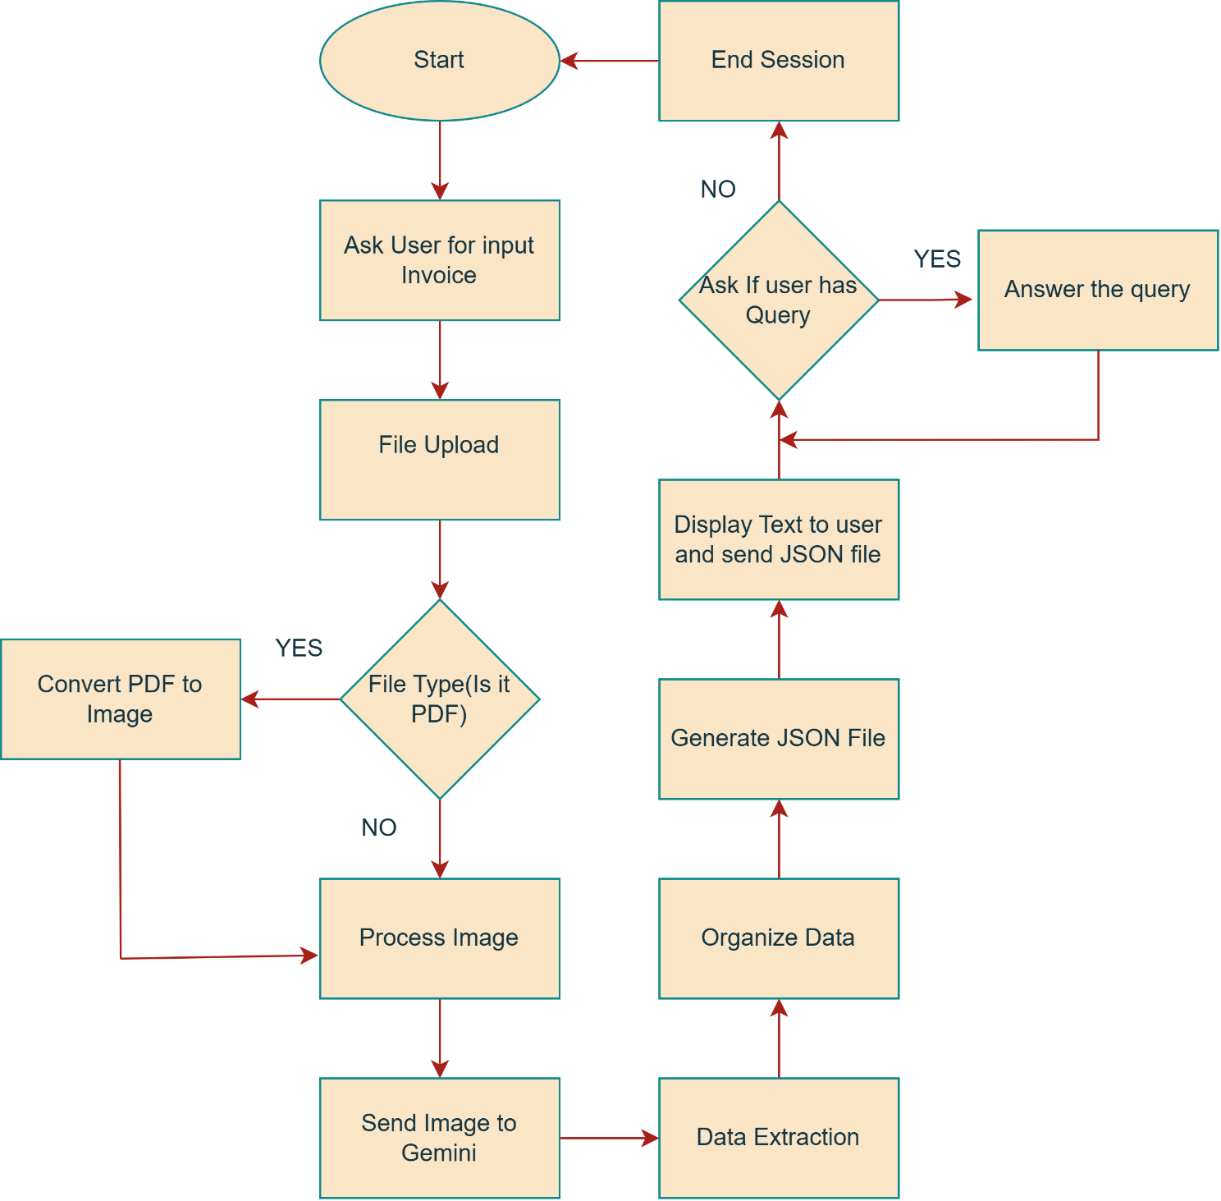 Start
Ask User for input
Invoice
File Upload
File Type(Is it
PDF)
YES
Convert PDF to
Image
NO
Process Image
Send Image to
Gemini
Data Extraction
Organize Data
Generate JSON File
Display Text to user
and send JSON file
Ask If user has
Query
YES
Answer the query
NO
End Session